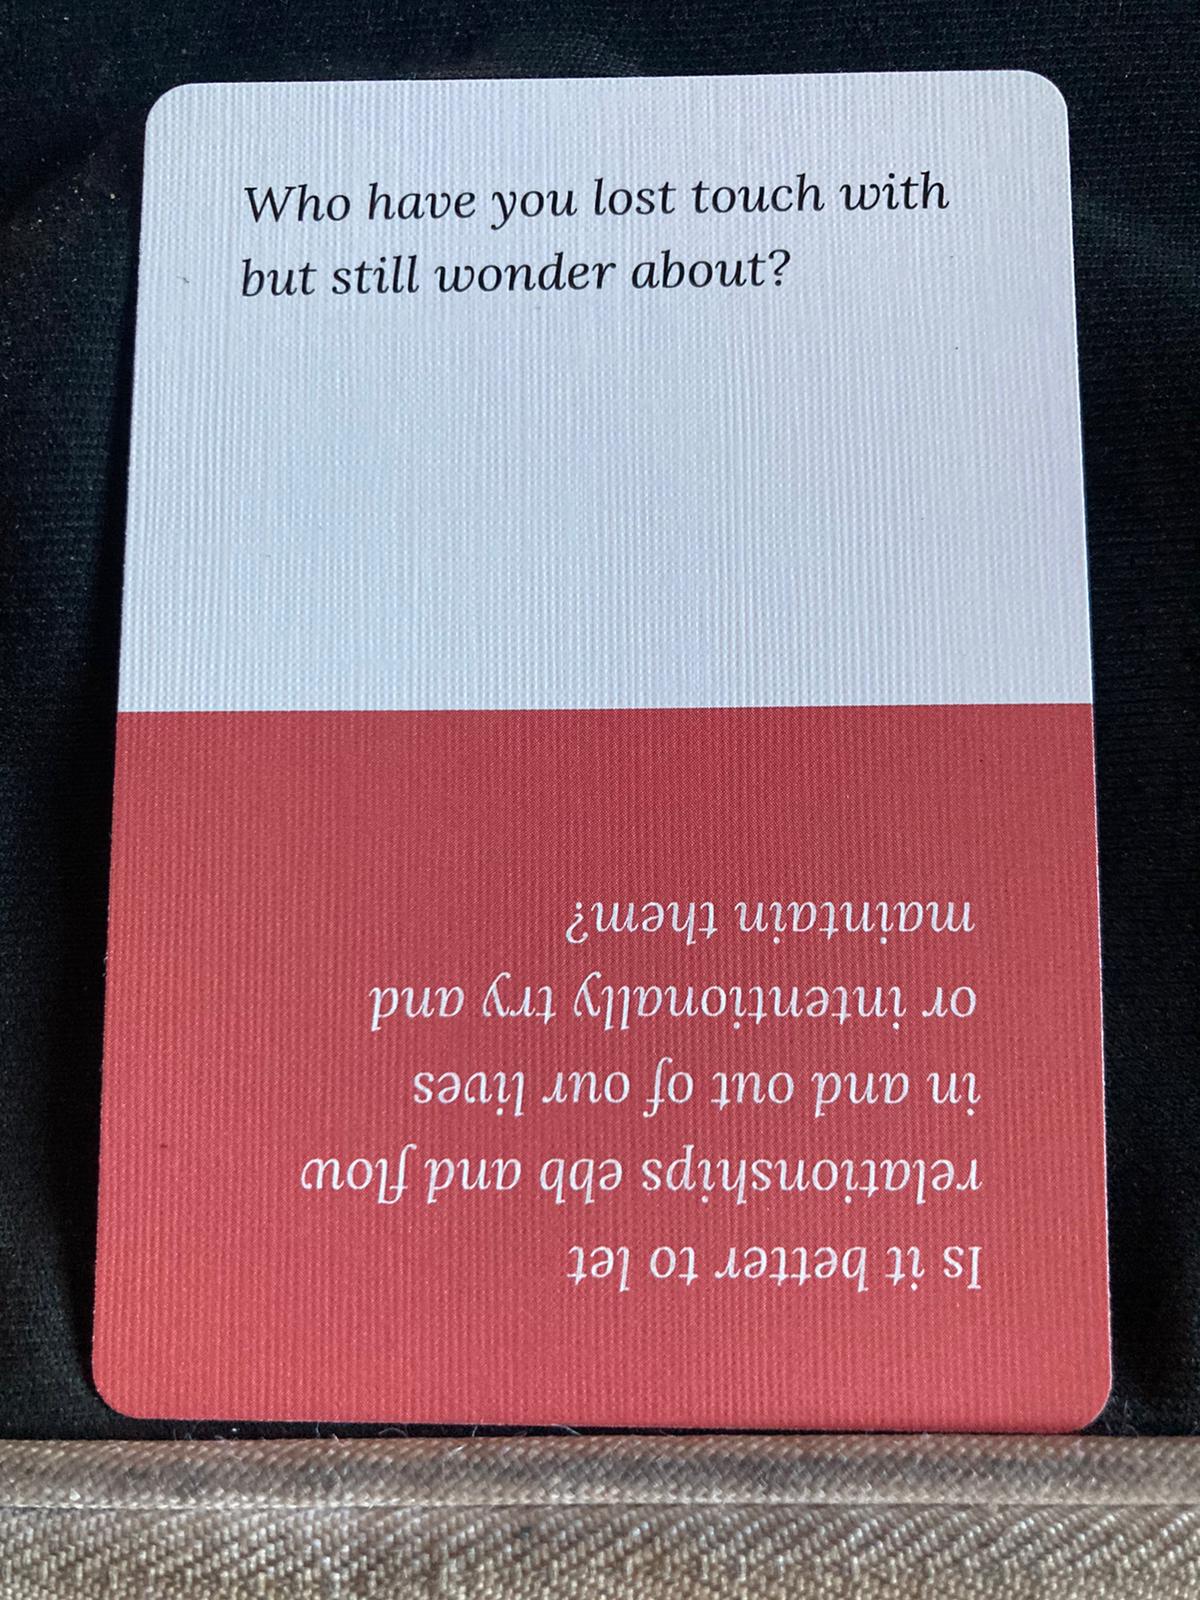 Who have you lost touch with
but still wonder about?
Is it better to let
relationships ebb and flow
in and out of our lives
or intentionally try and
maintain them?